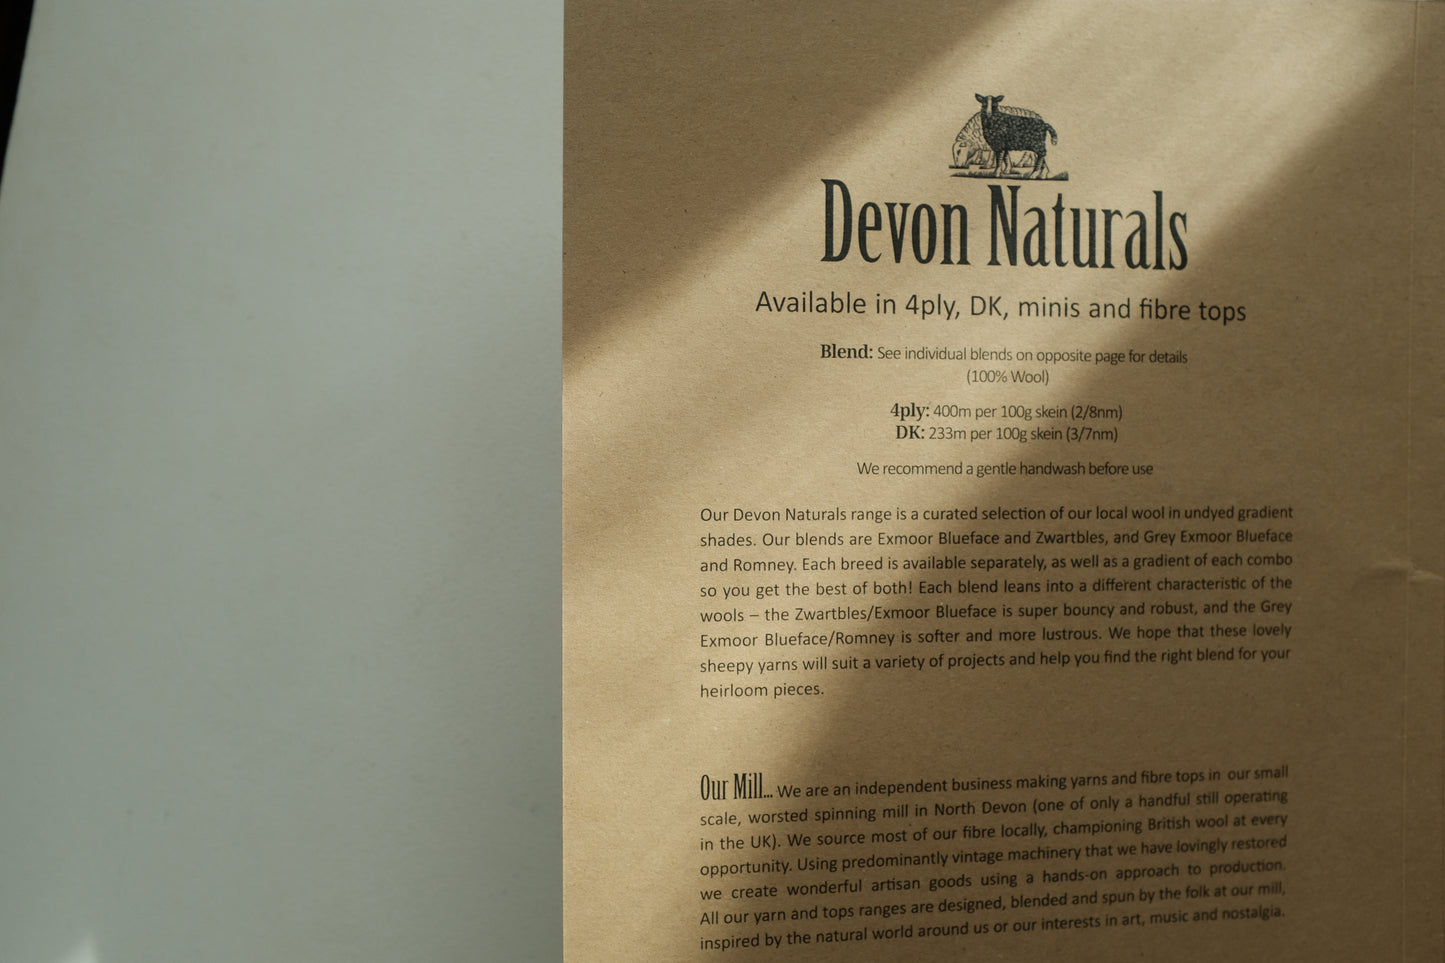 Devon Naturals
Available in 4ply, DK, minis and fibre tops
Blend: See individual blends on opposite page for details
(100% Wool)
4ply: 400m per 100g skein (2/8nm)
DK: 233m per 100g skein (3/7nm)
We recommend a gentle handwash before use
Our Devon Naturals range is a curated selection of our local wool in undyed gradient
shades. Our blends are Exmoor Blueface and Zwartbles, and Grey Exmoor Blueface
and Romney. Each breed is available separately, as well as a gradient of each combo
so you get the best of both! Each blend leans into a different characteristic of the
wools – the Zwartbles/Exmoor Blueface is super bouncy and robust, and the Grey
Exmoor Blueface/Romney is softer and more lustrous. We hope that these lovely
sheepy yarns will suit a variety of projects and help you find the right blend for your
heirloom pieces.
Our Mill... We are an independent business making yarns and fibre tops in our small
scale, worsted spinning mill in North Devon (one of only a handful still operating
in the UK). We source most of our fibre locally, championing British wool at every
opportunity. Using predominantly vintage machinery that we have lovingly restored
we create wonderful artisan goods using a hands-on approach to production.
All our yarn and tops ranges are designed, blended and spun by the folk at our mill,
inspired by the natural world around us or our interests in art, music and nostalgia.